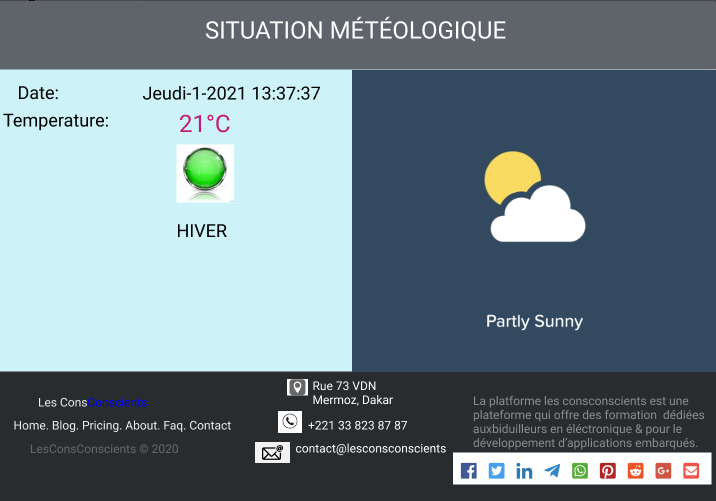 SITUATION MÉTÉOLOGIQUE
Date: Jeudi-1-2021 13:37:37
Temperature: 21°C
HIVER
Partly Sunny
Les ConsConscients
Home. Blog. Pricing. About. Faq. Contact
LesConsConscients © 2020
Rue 73 VDN
Mermoz, Dakar
+221 33 823 87 87
contact@lesconsconscients
La platforme les consconscients est une
plateforme qui offre des formation dédiées
auxbiduilleurs en éléctronique & pour le
développement d'applications embarqués.